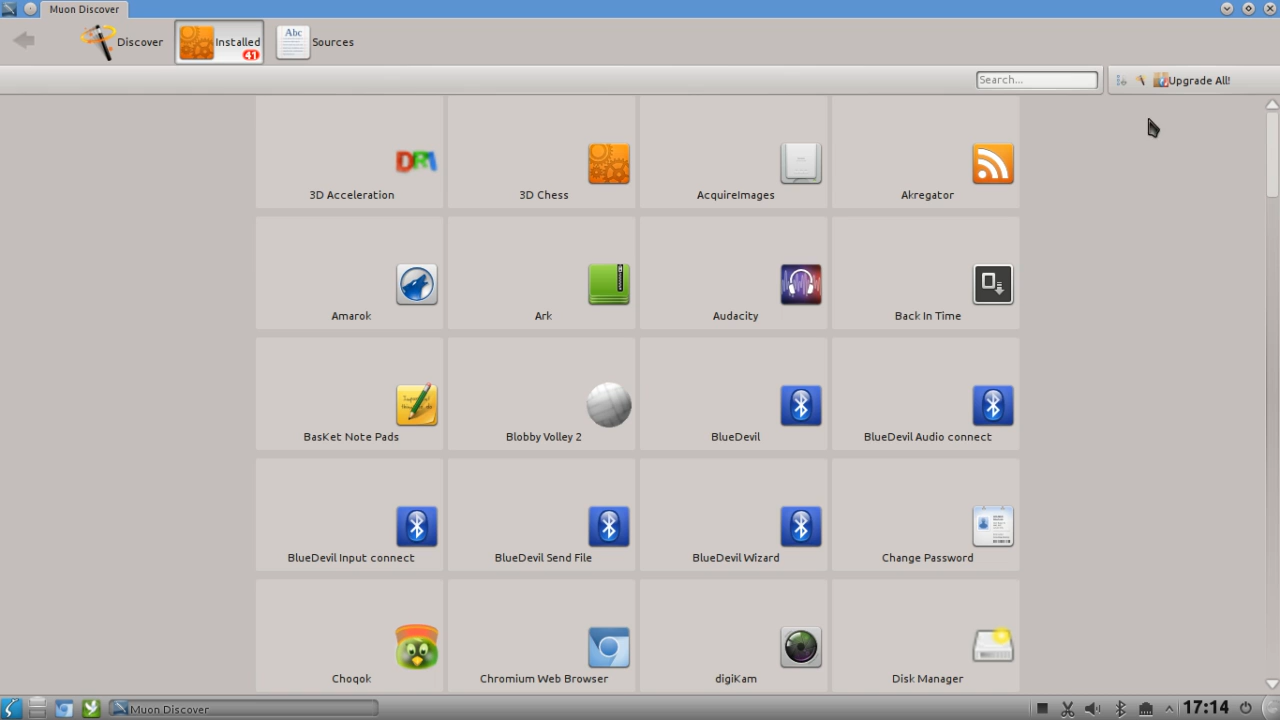 Muon Discover
Discover
Installed
41
Abc
Sources
Search...
Upgrade All!
DRI
3D Acceleration
3D Chess
AcquireImages
Akregator
Amarok
Ark
Audacity
Back In Time
BasKet Note Pads
Blobby Volley 2
BlueDevil
BlueDevil Audio connect
BlueDevil Input connect
BlueDevil Send File
BlueDevil Wizard
Change Password
Choqok
Chromium Web Browser
digiKam
Disk Manager
Muon Discover
17:14